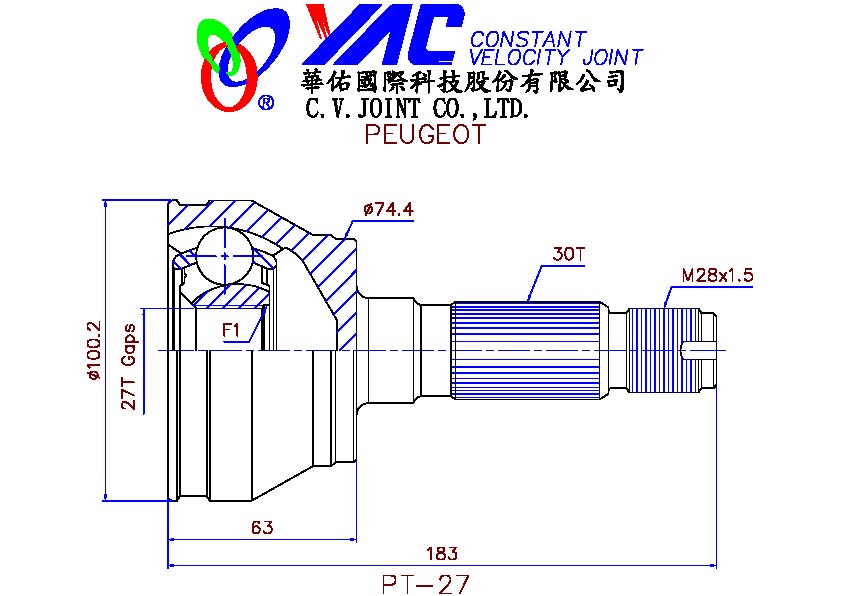 YAC CONSTANT
VELOCITY JOINT
®
華佑國際科技股份有限公司
C.V.JOINT CO.,LTD.
PEUGEOT
ø74.4
30T
M28x1.5
F1
ø100.2
27T Gaps
63
183
PT-27